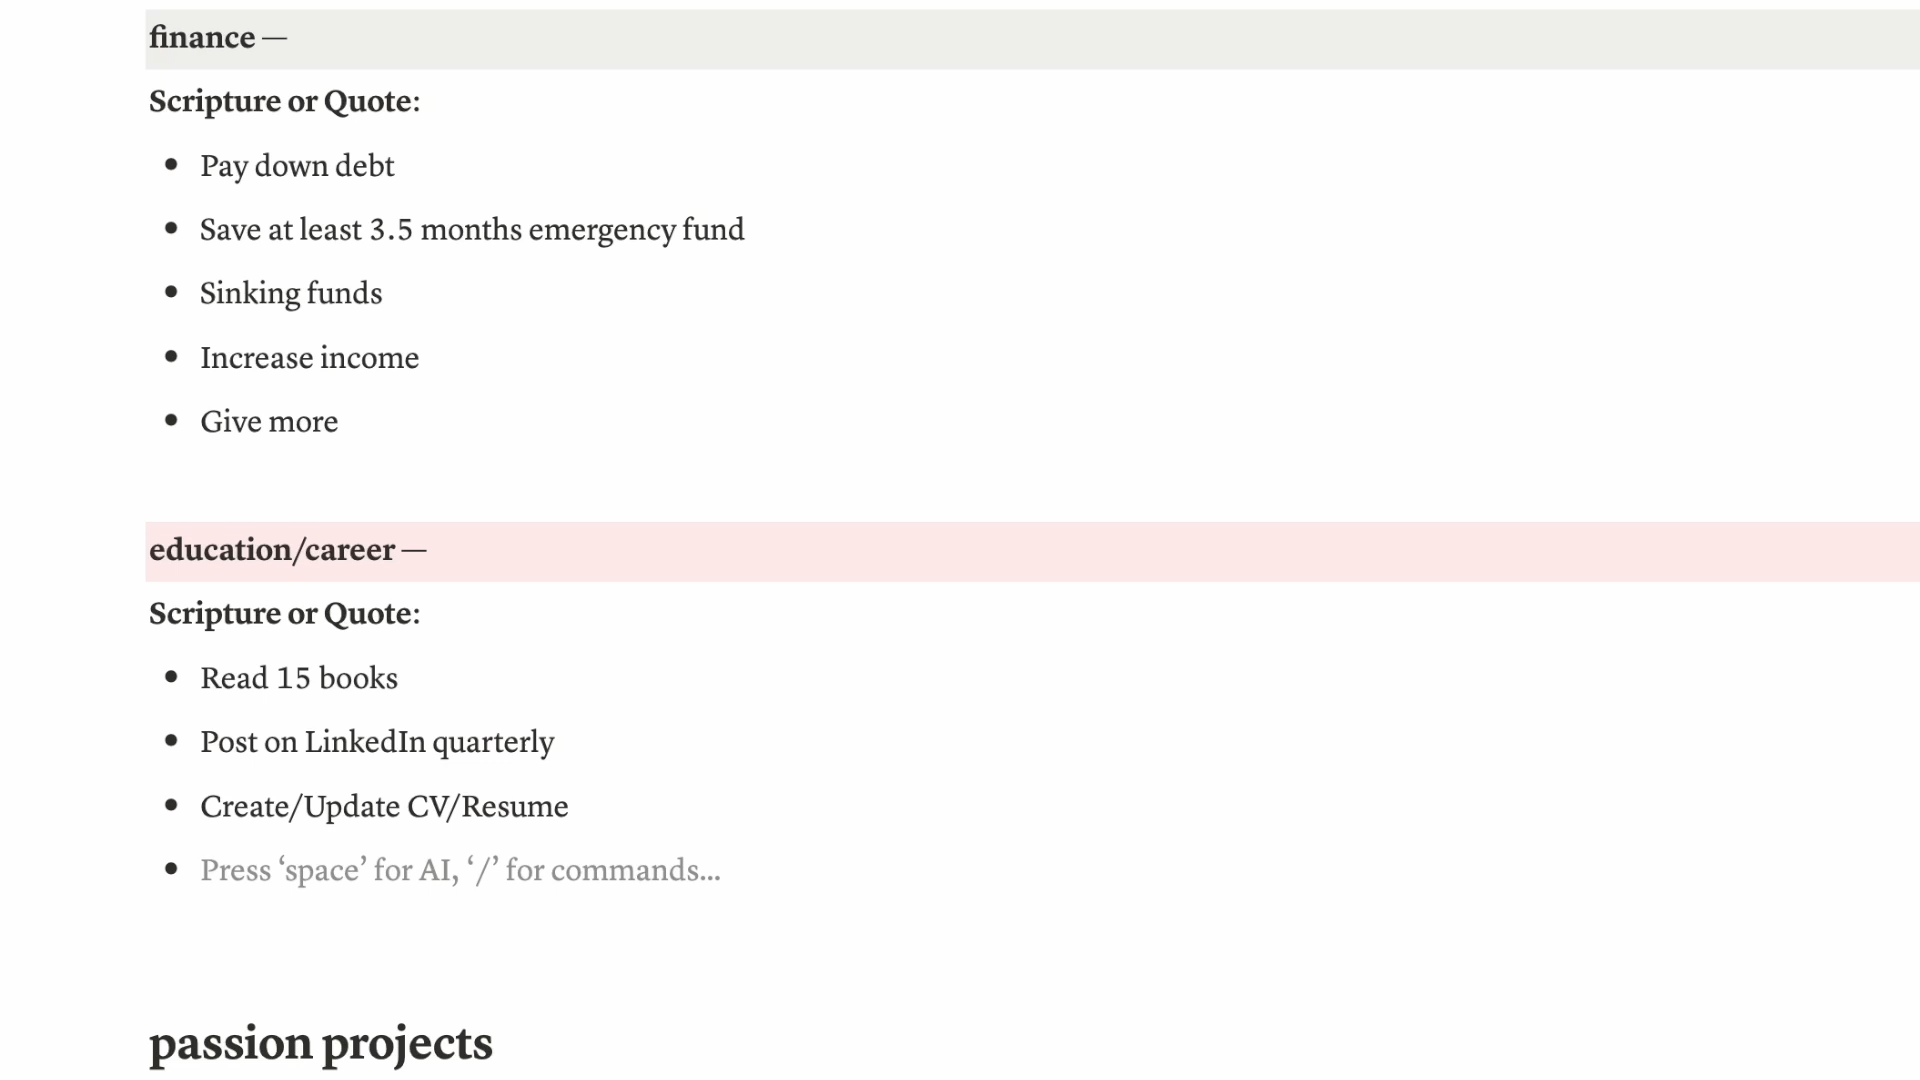 finance —
Scripture or Quote:
• Pay down debt
• Save at least 3.5 months emergency fund
• Sinking funds
• Increase income
• Give more
education/career —
Scripture or Quote:
• Read 15 books
• Post on LinkedIn quarterly
• Create/Update CV/Resume
• Press ‘space’ for AI, ‘/’ for commands...
passion projects